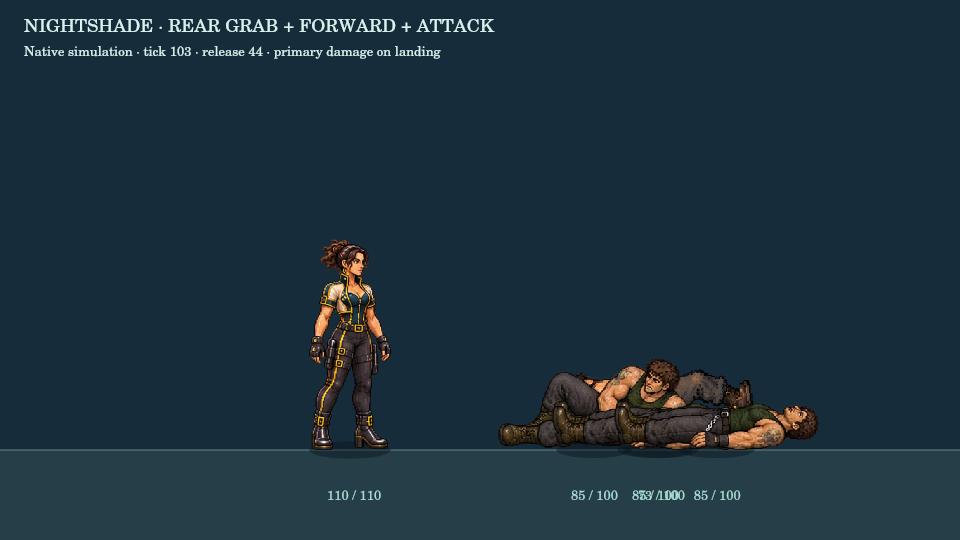 NIGHTSHADE · REAR GRAB + FORWARD + ATTACK
Native simulation · tick 103 · release 44 · primary damage on landing
110 / 110 85 / 100 85 / 100